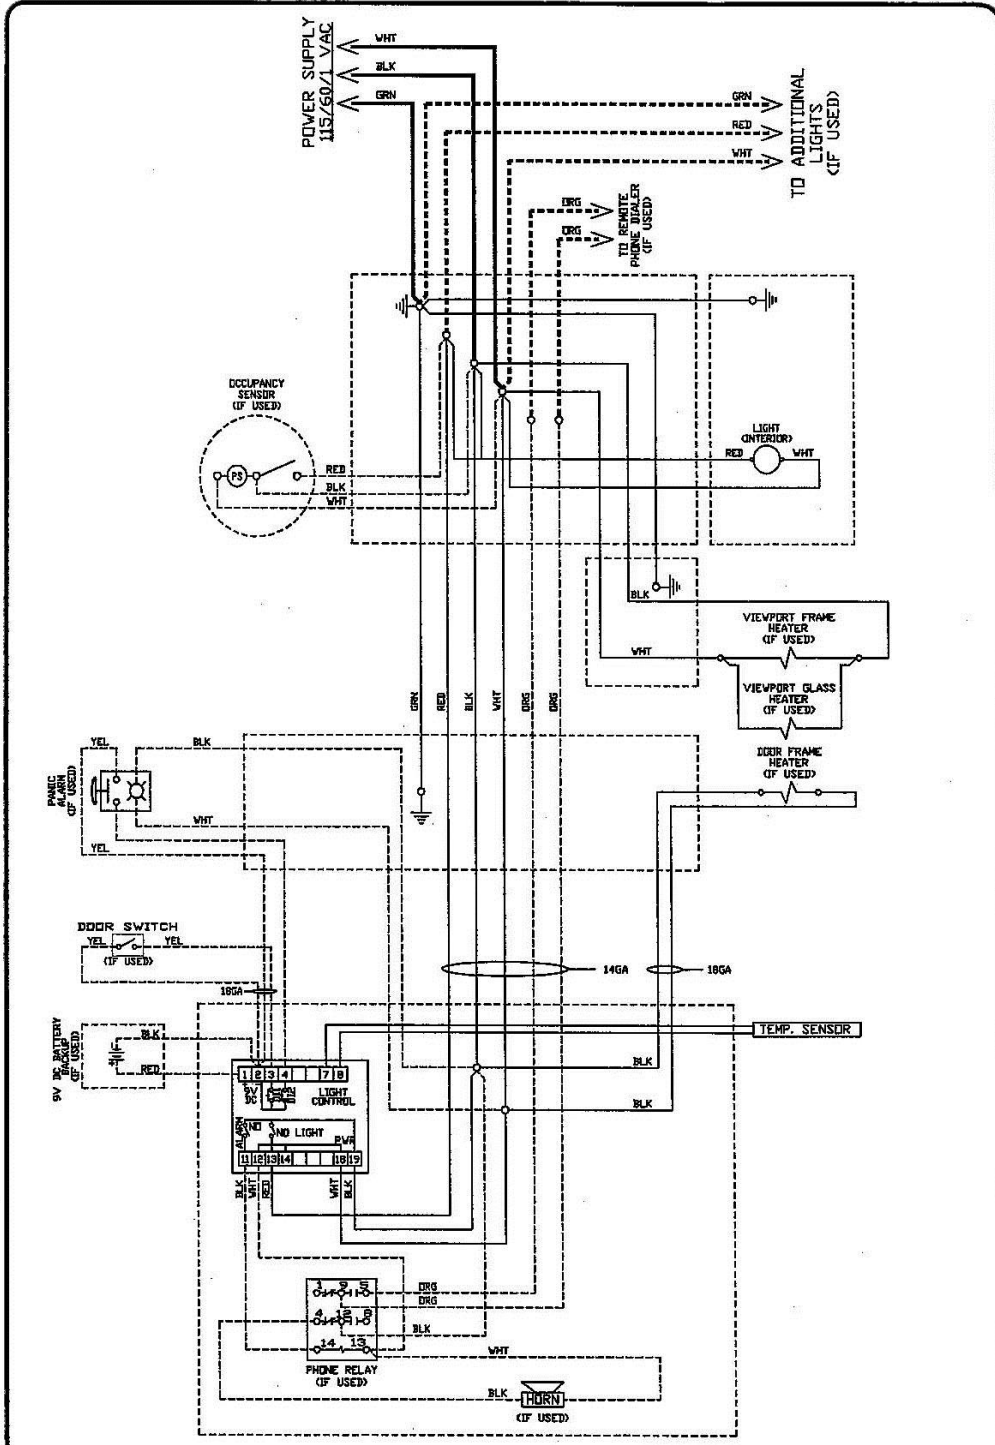 POWER SUPPLY
115/60/1 VAC
WHT
BLK
GRN
GRN
RED
WHT
TO ADDITIONAL
LIGHTS
(IF USED)
ORG
ORG
TO REMOTE
PHONE DIALER
(IF USED)
OCCUPANCY
SENSOR
(IF USED)
PS
RED
BLK
WHT
LIGHT
(INTERIOR)
RED
WHT
BLK
WHT
VIEWPORT FRAME
HEATER
(IF USED)
VIEWPORT GLASS
HEATER
(IF USED)
DOOR FRAME
HEATER
(IF USED)
GRN
RED
BLK
WHT
ORG
ORG
YEL
BLK
PANIC
ALARM
(IF USED)
WHT
YEL
DOOR SWITCH
YEL
YEL
(IF USED)
14GA
18GA
18GA
9V DC BATTERY
BACKUP
(IF USED)
BLK
RED
TEMP. SENSOR
BLK
BLK
1 2 3 4 7 8
9V
DC
DI1
DI2
LIGHT
CONTROL
ALARM
NO
NO LIGHT
PWR
11 12 13 14 18 19
BLK
WHT
RED
WHT
BLK
1 9 5
ORG
ORG
4 12 8
BLK
14 13
WHT
PHONE RELAY
(IF USED)
BLK
HORN
(IF USED)